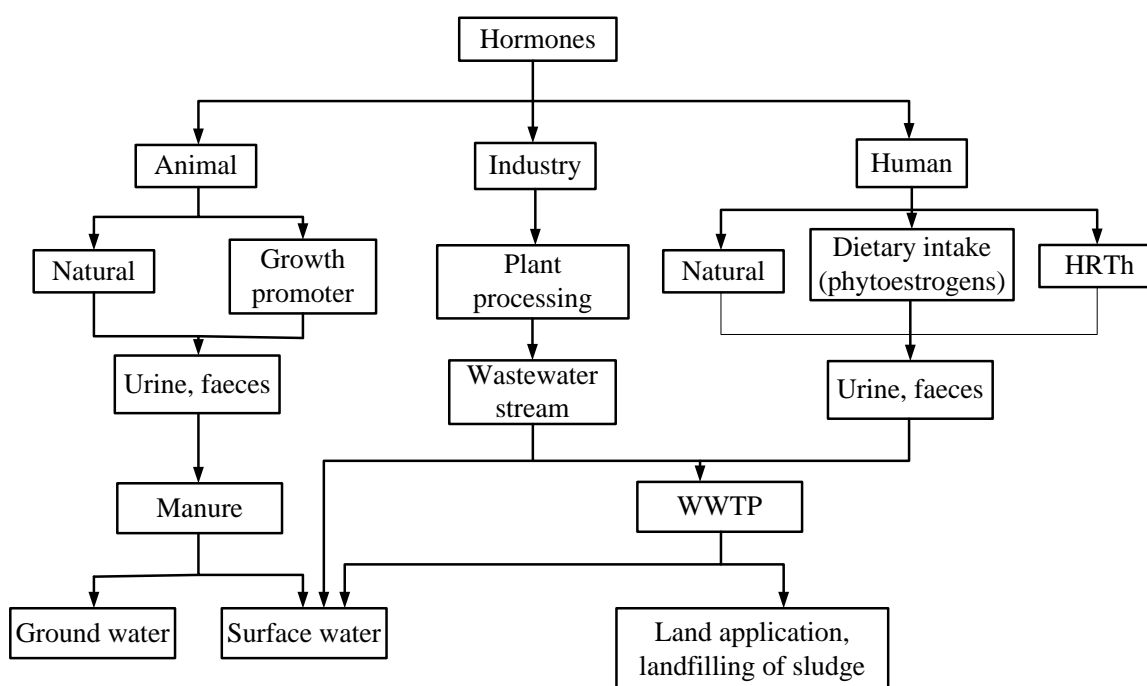 Hormones
Animal
Industry
Human
Natural
Growth
promoter
Plant
processing
Natural
Dietary intake
(phytoestrogens)
HRTh
Urine, faeces
Wastewater
stream
Urine, faeces
Manure
WWTP
Ground water
Surface water
Land application,
landfilling of sludge